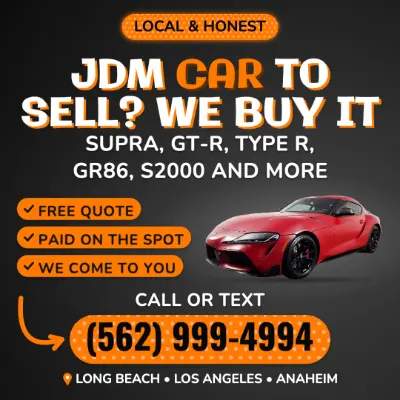 LOCAL & HONEST
JDM CAR TO
SELL? WE BUY IT
SUPRA, GT-R, TYPE R,
GR86, S2000 AND MORE
FREE QUOTE
PAID ON THE SPOT
WE COME TO YOU
CALL OR TEXT
(562) 999-4994
LONG BEACH • LOS ANGELES • ANAHEIM